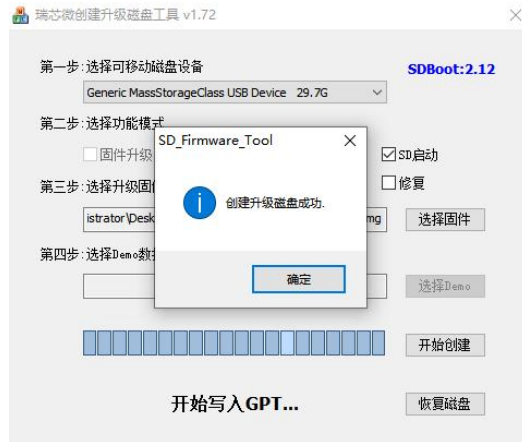 瑞芯微创建升级磁盘工具 v1.72
第一步:选择可移动磁盘设备
SDBoot:2.12
Generic MassStorageClass USB Device 29.7G
第二步:选择功能模式
SD_Firmware_Tool
固件升级
SD启动
第三步:选择升级固
修复
创建升级磁盘成功.
istrator\Desk
mg
选择固件
第四步:选择Demo数
确定
选择Demo
开始创建
开始写入GPT...
恢复磁盘